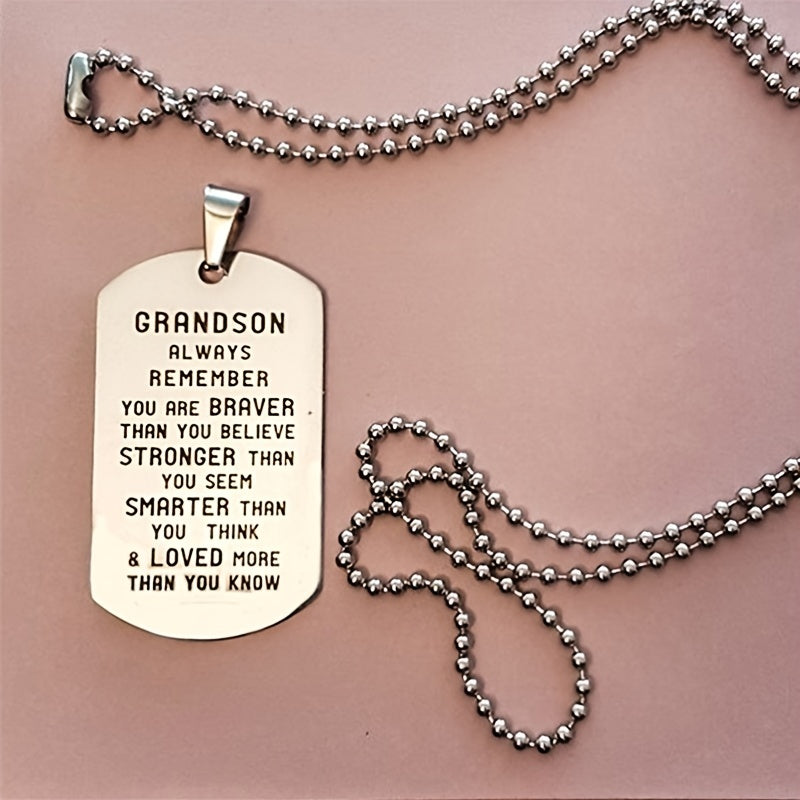 GRANDSON
ALWAYS
REMEMBER
YOU ARE BRAVER
THAN YOU BELIEVE
STRONGER THAN
YOU SEEM
SMARTER THAN
YOU THINK
& LOVED MORE
THAN YOU KNOW